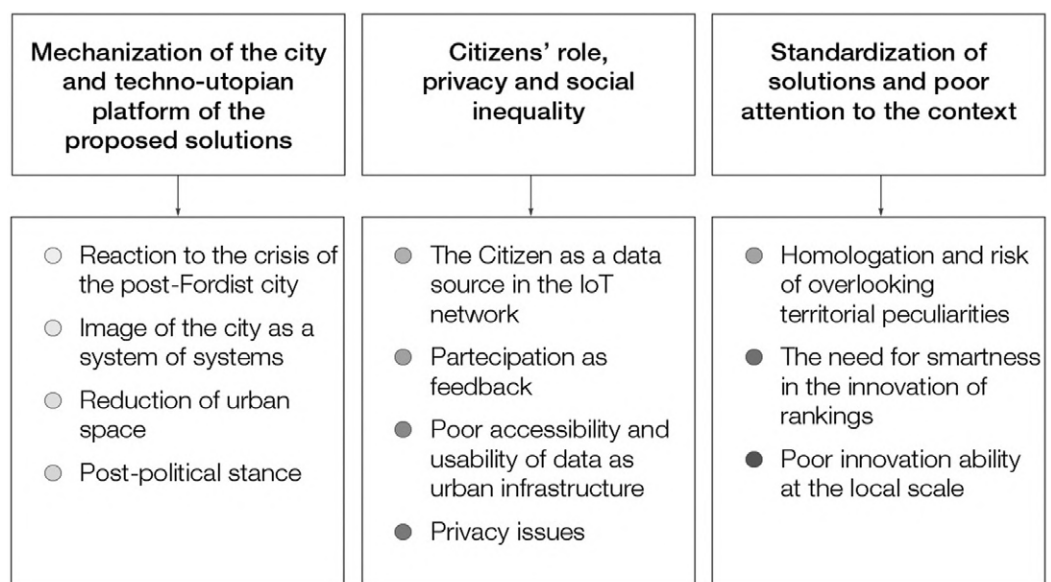 Mechanization of the city
and techno-utopian
platform of the
proposed solutions
Reaction to the crisis of
the post-Fordist city
Image of the city as a
system of systems
Reduction of urban
space
Post-political stance
Citizens' role,
privacy and social
inequality
The Citizen as a data
source in the IoT
network
Partecipation as
feedback
Poor accessibility and
usability of data as
urban infrastructure
Privacy issues
Standardization of
solutions and poor
attention to the context
Homologation and risk
of overlooking
territorial peculiarities
The need for smartness
in the innovation of
rankings
Poor innovation ability
at the local scale